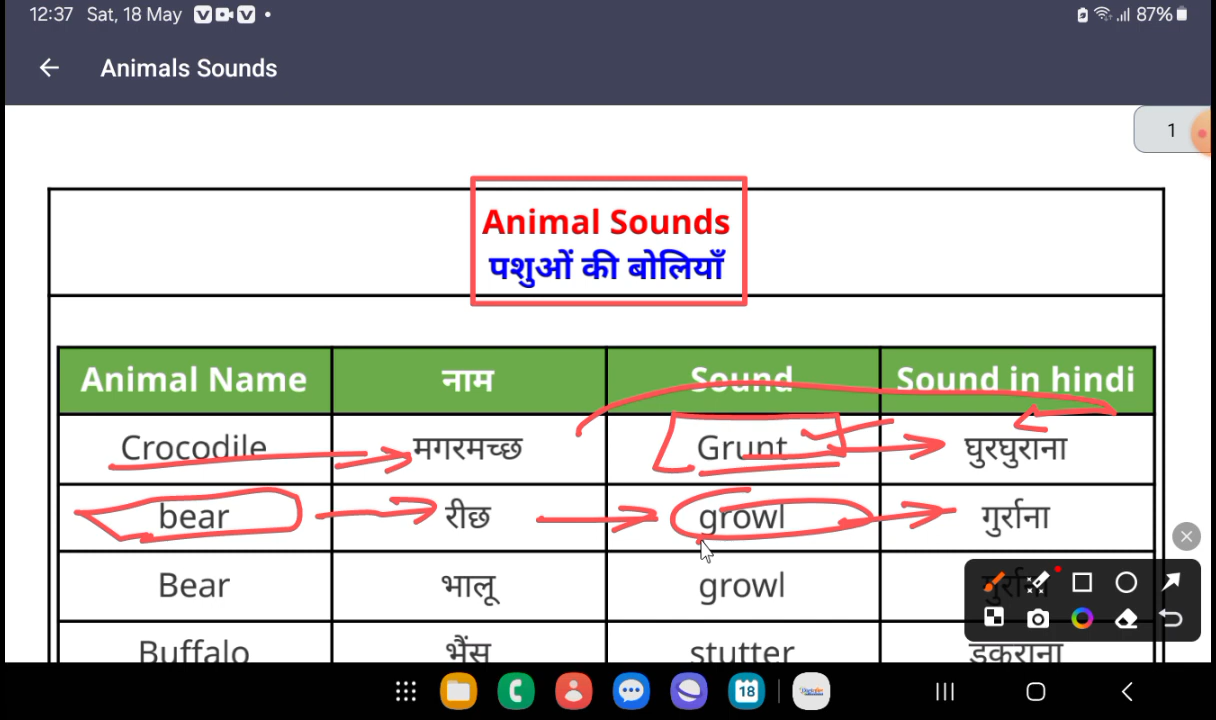 12:37 Sat, 18 May
87%
Animals Sounds
1
Animal Sounds
पशुओं की बोलियाँ
Animal Name नाम Sound Sound in hindi
Crocodile मगरमच्छ Grunt घुरघुराना
bear रीछ growl गुर्राना
Bear भालू growl गुर्राना
Buffalo भैंस stutter डकराना
18